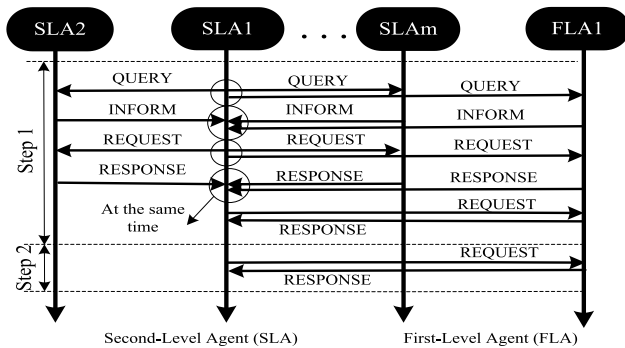 SLA2 SLA1 . . . SLAm FLA1
QUERY QUERY QUERY
INFORM INFORM INFORM
REQUEST REQUEST REQUEST
RESPONSE RESPONSE RESPONSE
At the same
time
REQUEST
RESPONSE
REQUEST
RESPONSE
Step 1
Step 2
Second-Level Agent (SLA) First-Level Agent (FLA)